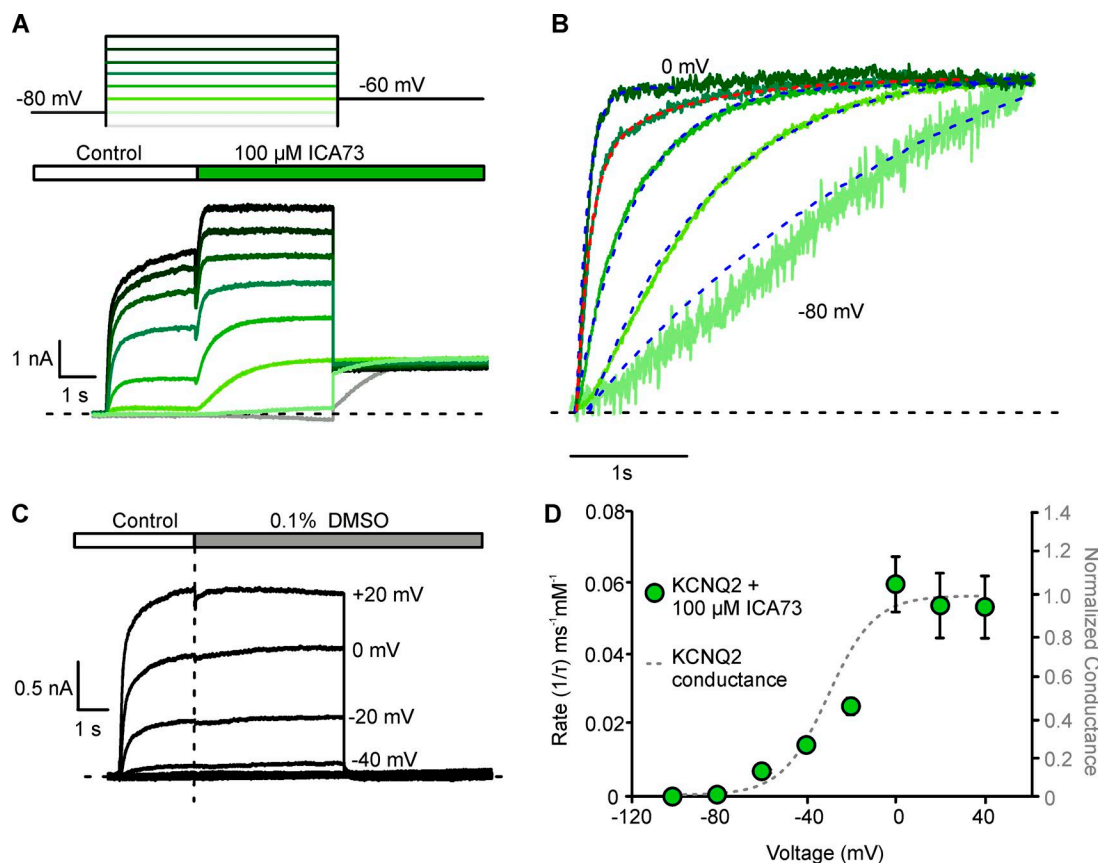 A
-80 mV
-60 mV
Control
100 µM ICA73
1 nA
1 s
B
0 mV
-80 mV
1s
C
Control
0.1% DMSO
+20 mV
0 mV
-20 mV
-40 mV
0.5 nA
1 s
D
Rate (1/τ) ms⁻¹mM⁻¹
0.08
0.06
0.04
0.02
0
KCNQ2 +
100 µM ICA73
KCNQ2
conductance
1.4
1.2
1.0
0.8
0.6
0.4
0.2
0
Normalized Conductance
-120
-80
-40
0
40
Voltage (mV)